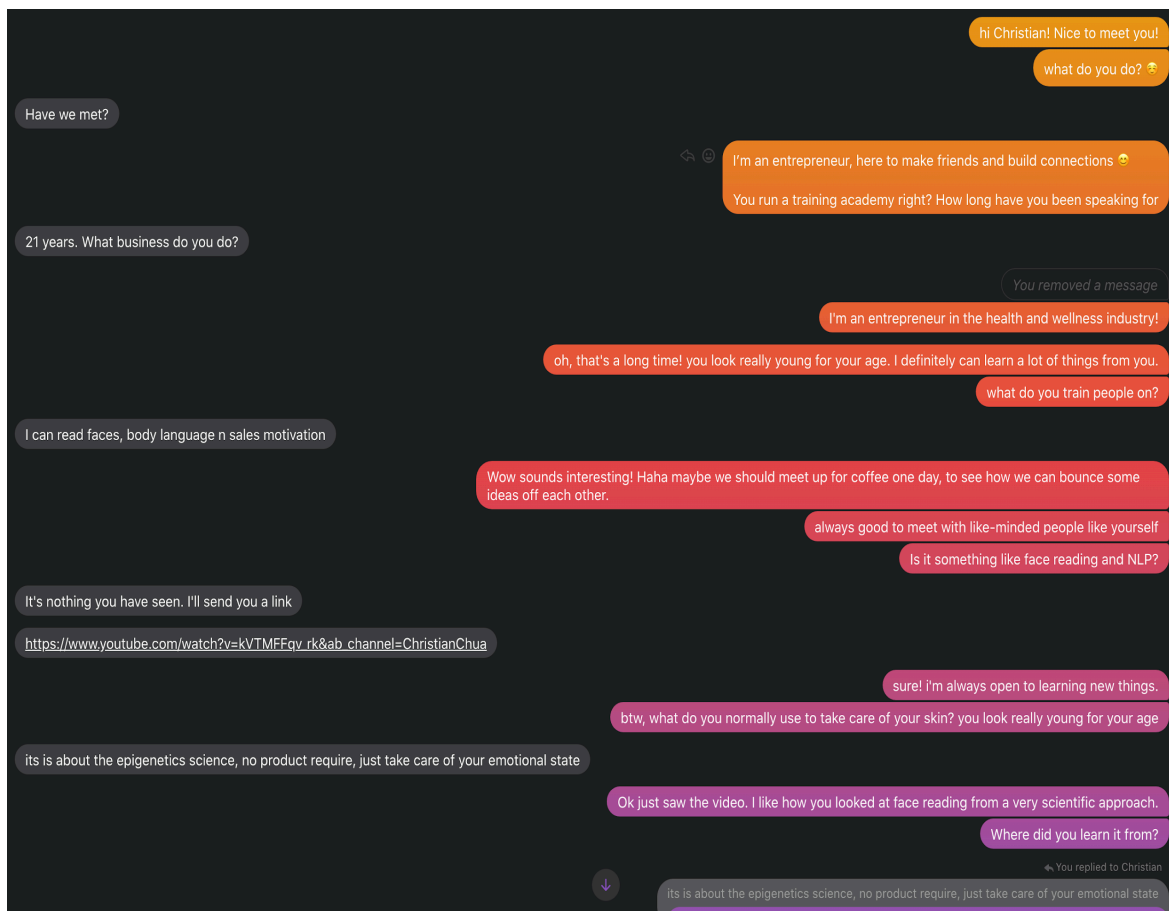 hi Christian! Nice to meet you!
what do you do? 😌
Have we met?
I'm an entrepreneur, here to make friends and build connections 😊
You run a training academy right? How long have you been speaking for
21 years. What business do you do?
You removed a message
I'm an entrepreneur in the health and wellness industry!
oh, that's a long time! you look really young for your age. I definitely can learn a lot of things from you.
what do you train people on?
I can read faces, body language n sales motivation
Wow sounds interesting! Haha maybe we should meet up for coffee one day, to see how we can bounce some
ideas off each other.
always good to meet with like-minded people like yourself
Is it something like face reading and NLP?
It's nothing you have seen. I'll send you a link
https://www.youtube.com/watch?v=kVTMFFqv_rk&ab_channel=ChristianChua
sure! i'm always open to learning new things.
btw, what do you normally use to take care of your skin? you look really young for your age
its is about the epigenetics science, no product require, just take care of your emotional state
Ok just saw the video. I like how you looked at face reading from a very scientific approach.
Where did you learn it from?
You replied to Christian
its is about the epigenetics science, no product require, just take care of your emotional state